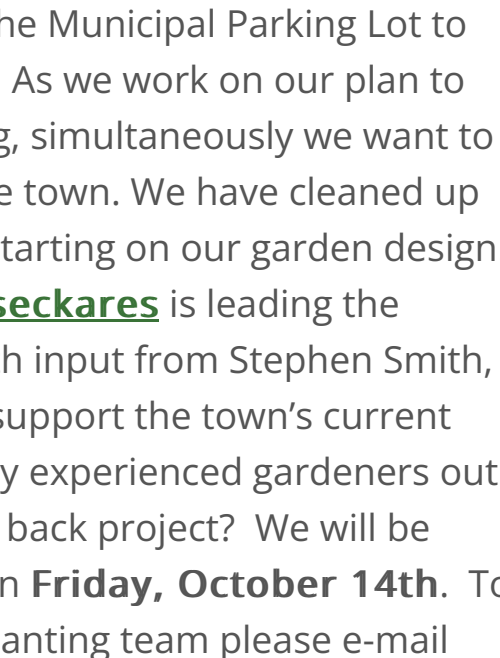 he Municipal Parking Lot to
. As we work on our plan to
g, simultaneously we want to
e town. We have cleaned up
tarting on our garden design
seckares is leading the
h input from Stephen Smith,
support the town’s current
y experienced gardeners out
back project?  We will be
n Friday, October 14th.  To
anting team please e-mail